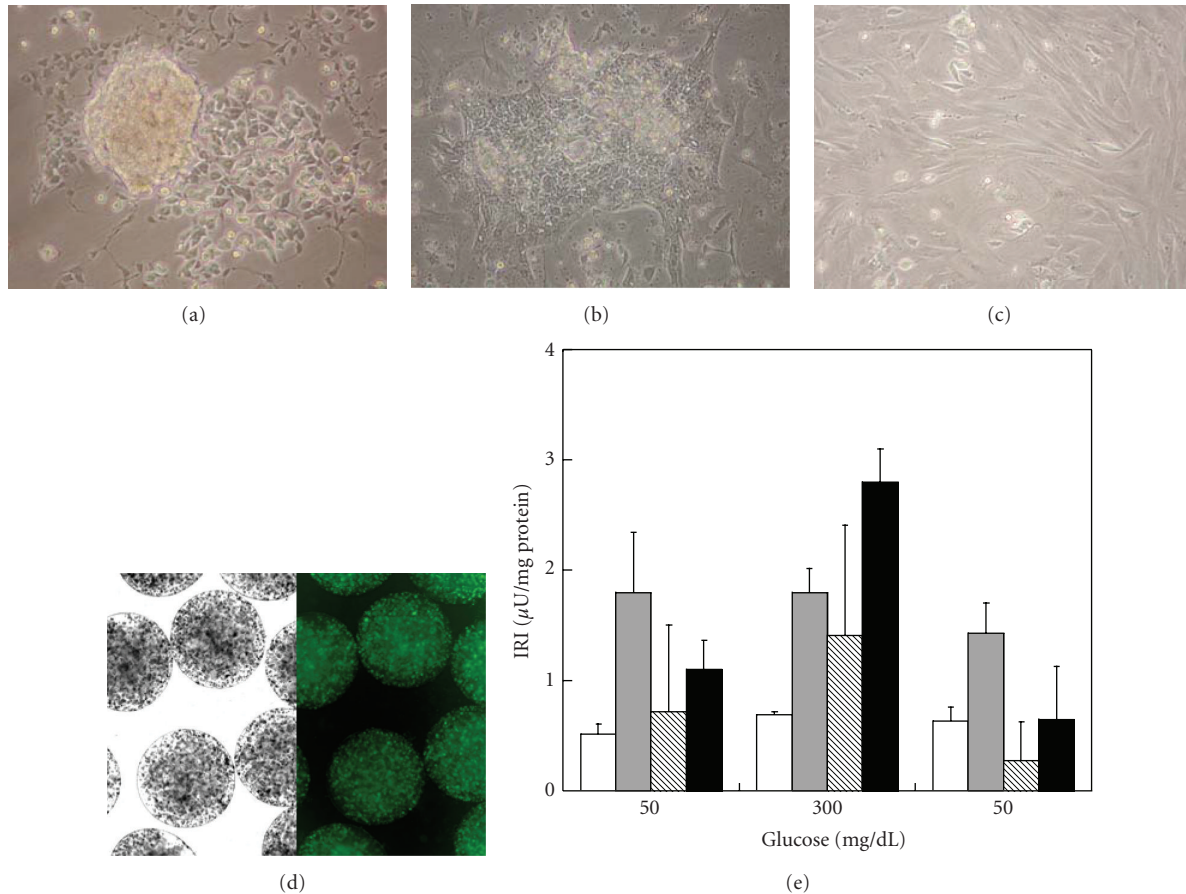 (a)
(b)
(c)
(d)
4
3
2
1
0
IRI (µU/mg protein)
50
300
50
Glucose (mg/dL)
(e)